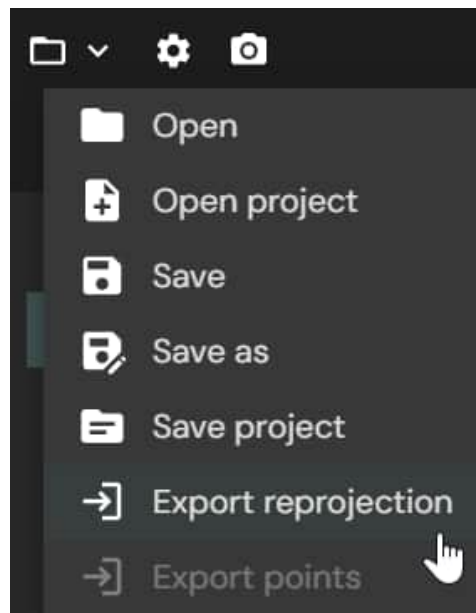 Open
Open project
Save
Save as
Save project
Export reprojection
Export points